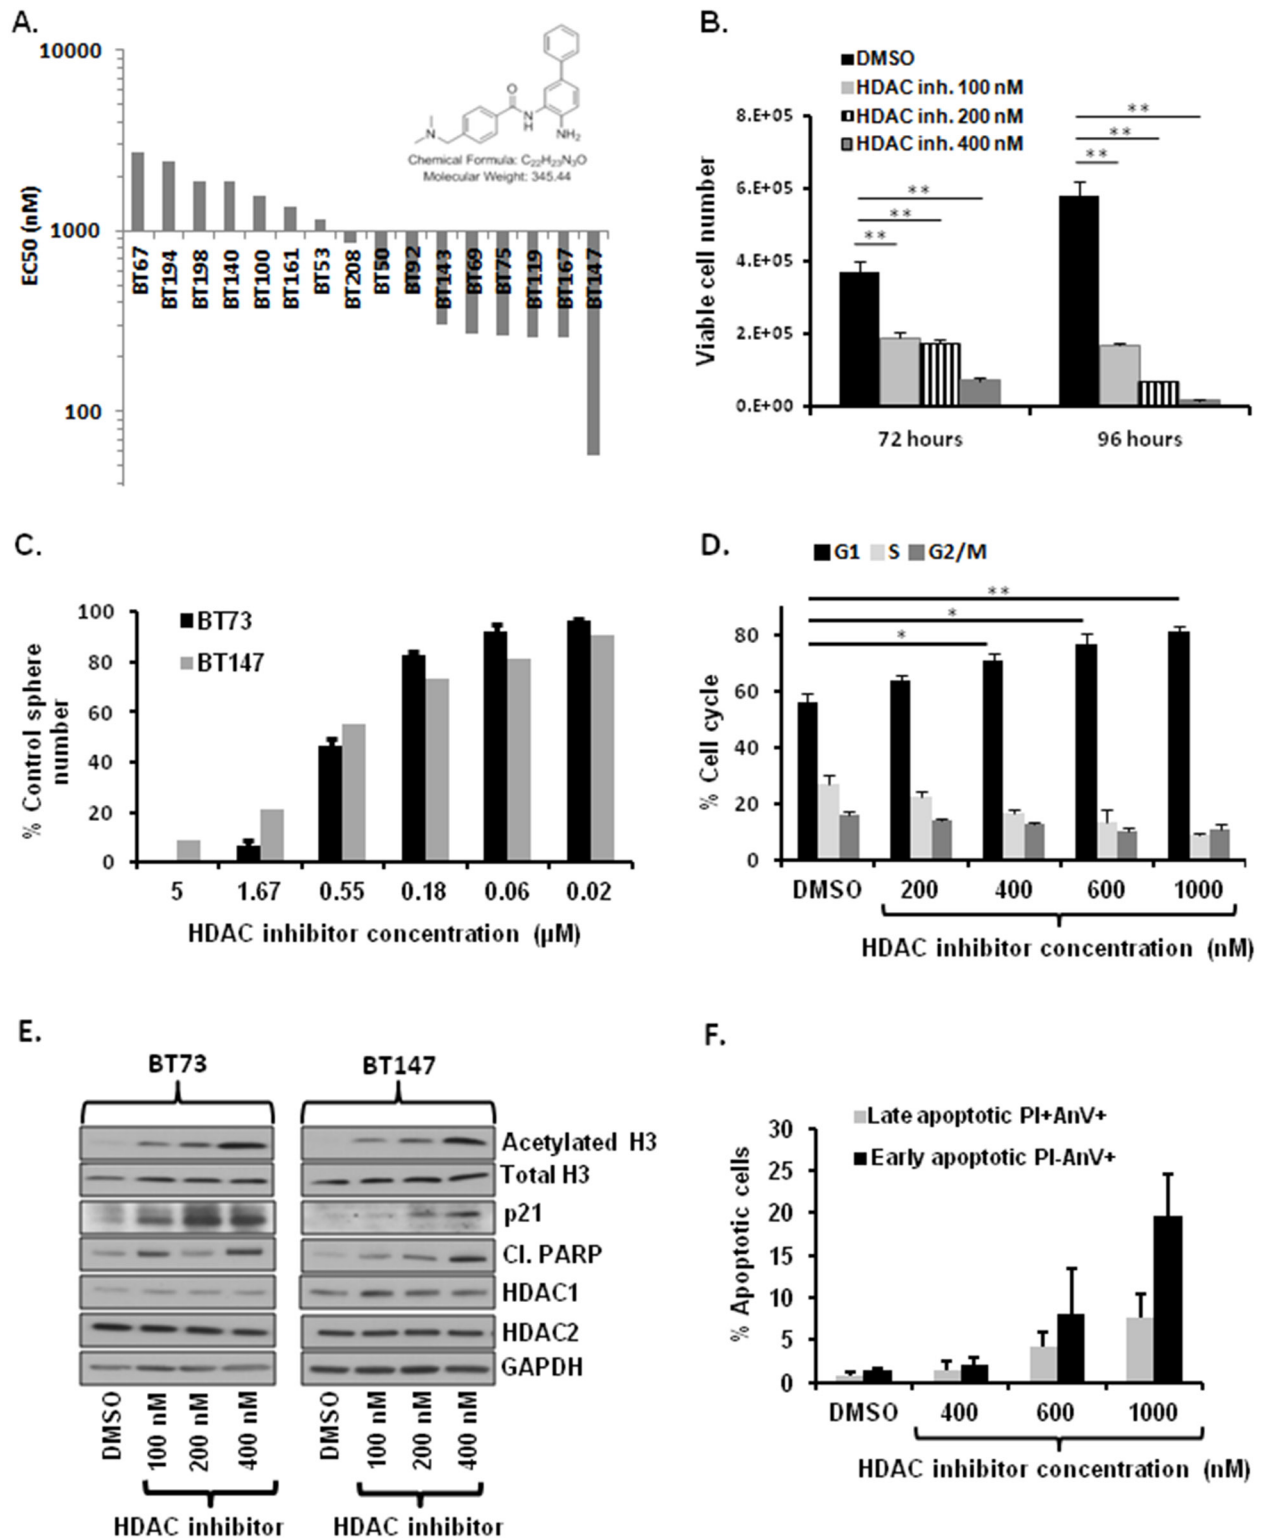 A.
10000
1000
100
EC50 (nM)
BT67
BT194
BT198
BT140
BT100
BT161
BT53
BT208
BT50
BT92
BT143
BT69
BT75
BT119
BT167
BT147
O
N
N
H
NH₂
Chemical Formula: C₂₂H₂₃N₃O
Molecular Weight: 345.44
B.
DMSO
HDAC inh. 100 nM
HDAC inh. 200 nM
HDAC inh. 400 nM
8.E+05
6.E+05
4.E+05
2.E+05
0.E+00
Viable cell number
** ** **
** ** **
72 hours 96 hours
C.
BT73
BT147
100
80
60
40
20
0
% Control sphere
number
5 1.67 0.55 0.18 0.06 0.02
HDAC inhibitor concentration (µM)
D.
G1 S G2/M
**
*
*
80
60
40
20
0
% Cell cycle
DMSO 200 400 600 1000
HDAC inhibitor concentration (nM)
E.
BT73 BT147
Acetylated H3
Total H3
p21
Cl. PARP
HDAC1
HDAC2
GAPDH
DMSO
100 nM
200 nM
400 nM
DMSO
100 nM
200 nM
400 nM
HDAC inhibitor HDAC inhibitor
F.
Late apoptotic PI+AnV+
Early apoptotic PI-AnV+
30
25
20
15
10
5
0
% Apoptotic cells
DMSO 400 600 1000
HDAC inhibitor concentration (nM)